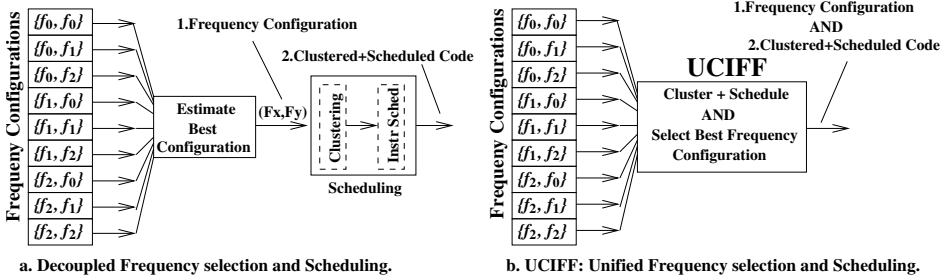 Frequeny Configurations
{f0, f0}
{f0, f1}
{f0, f2}
{f1, f0}
{f1, f1}
{f1, f2}
{f2, f0}
{f2, f1}
{f2, f2}
Estimate
Best
Configuration
1.Frequency Configuration
(Fx,Fy)
2.Clustered+Scheduled Code
Clustering
Instr Sched
Scheduling
a. Decoupled Frequency selection and Scheduling.
Frequeny Configurations
{f0, f0}
{f0, f1}
{f0, f2}
{f1, f0}
{f1, f1}
{f1, f2}
{f2, f0}
{f2, f1}
{f2, f2}
UCIFF
Cluster + Schedule
AND
Select Best Frequency
Configuration
1.Frequency Configuration
AND
2.Clustered+Scheduled Code
b. UCIFF: Unified Frequency selection and Scheduling.